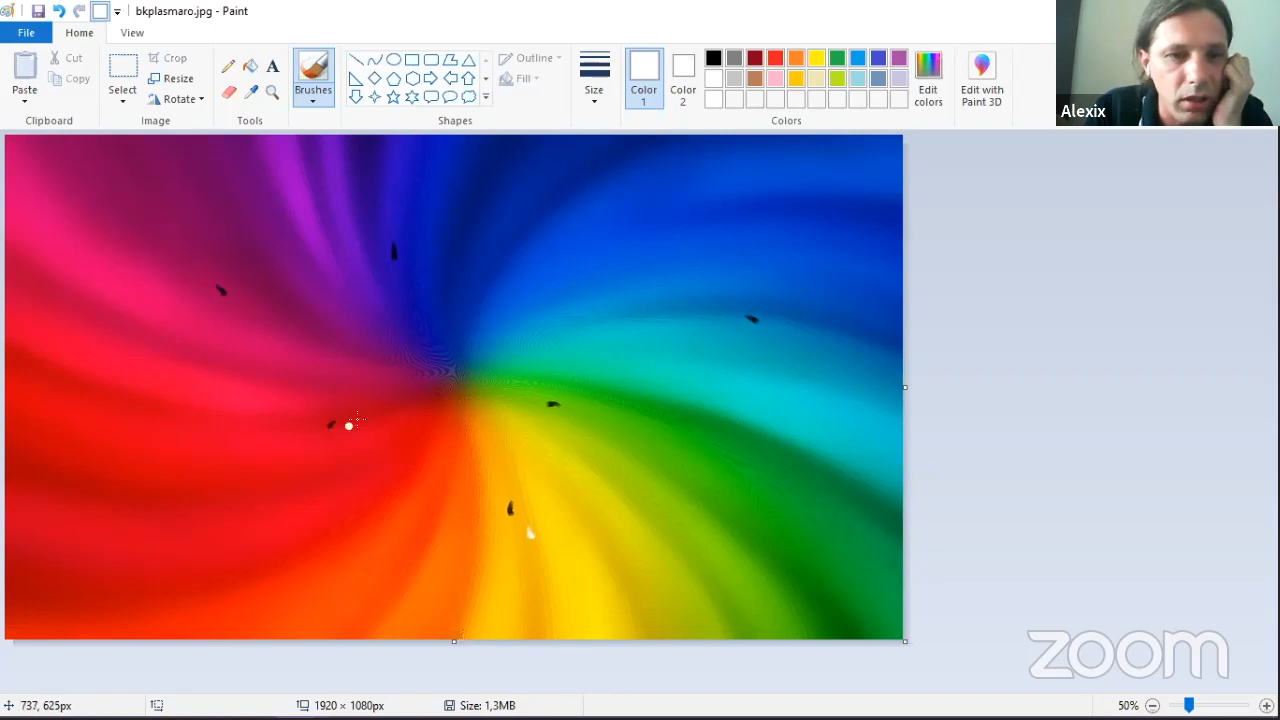 bkplasmaro.jpg - Paint
File Home View
Paste Cut Copy
Clipboard
Select Crop Resize Rotate
Image
Tools
Brushes
Outline Fill
Shapes
Size
Color 1 Color 2
Edit colors
Colors
Edit with Paint 3D
Alexix
zoom
737, 625px 1920 × 1080px Size: 1,3MB 50%